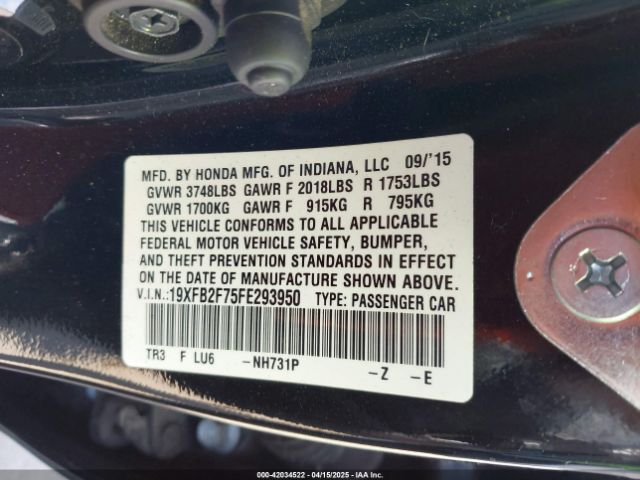 MFD. BY HONDA MFG. OF INDIANA, LLC 09/'15
GVWR 3748LBS GAWR F 2018LBS R 1753LBS
GVWR 1700KG GAWR F 915KG R 795KG
THIS VEHICLE CONFORMS TO ALL APPLICABLE
FEDERAL MOTOR VEHICLE SAFETY, BUMPER,
AND THEFT PREVENTION STANDARDS IN EFFECT
ON THE DATE OF MANUFACTURE SHOWN ABOVE.
V.I.N.:19XFB2F75FE293950 TYPE: PASSENGER CAR
TR3 F LU6 -NH731P -Z -E
000-42034522 - 04/15/2025 - IAAI Inc.